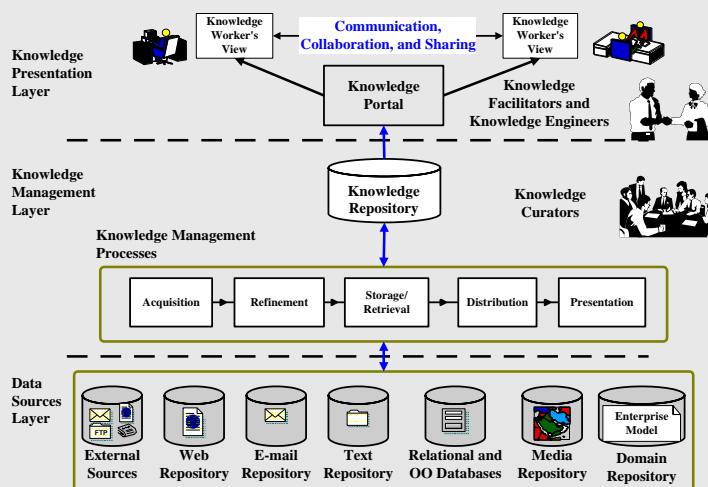 Knowledge
Worker's
View
Communication,
Collaboration, and Sharing
Knowledge
Worker's
View
Knowledge
Presentation
Layer
Knowledge
Portal
Knowledge
Facilitators and
Knowledge Engineers
Knowledge
Management
Layer
Knowledge
Repository
Knowledge
Curators
Knowledge Management
Processes
Acquisition
Refinement
Storage/
Retrieval
Distribution
Presentation
Data
Sources
Layer
FTP
Enterprise
Model
External
Sources
Web
Repository
E-mail
Repository
Text
Repository
Relational and
OO Databases
Media
Repository
Domain
Repository